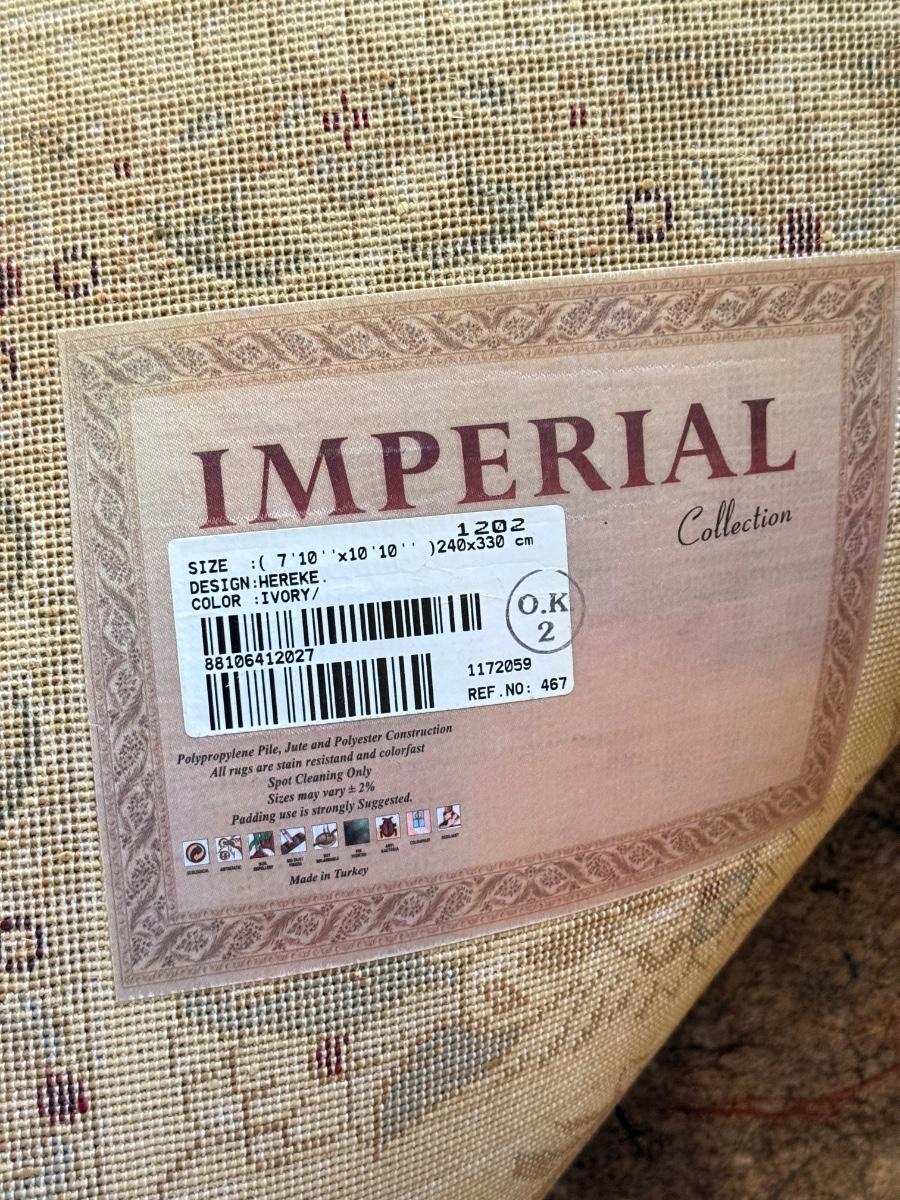 IMPERIAL
Collection
1202
SIZE :( 7'10''x10'10'' )240x330 cm
DESIGN:HEREKE.
COLOR :IVORY/
O.K
2
88106412027
1172059
REF.NO: 467
Polypropylene Pile, Jute and Polyester Construction
All rugs are stain resistand and colorfast
Spot Cleaning Only
Sizes may vary ± 2%
Padding use is strongly Suggested.
Made in Turkey